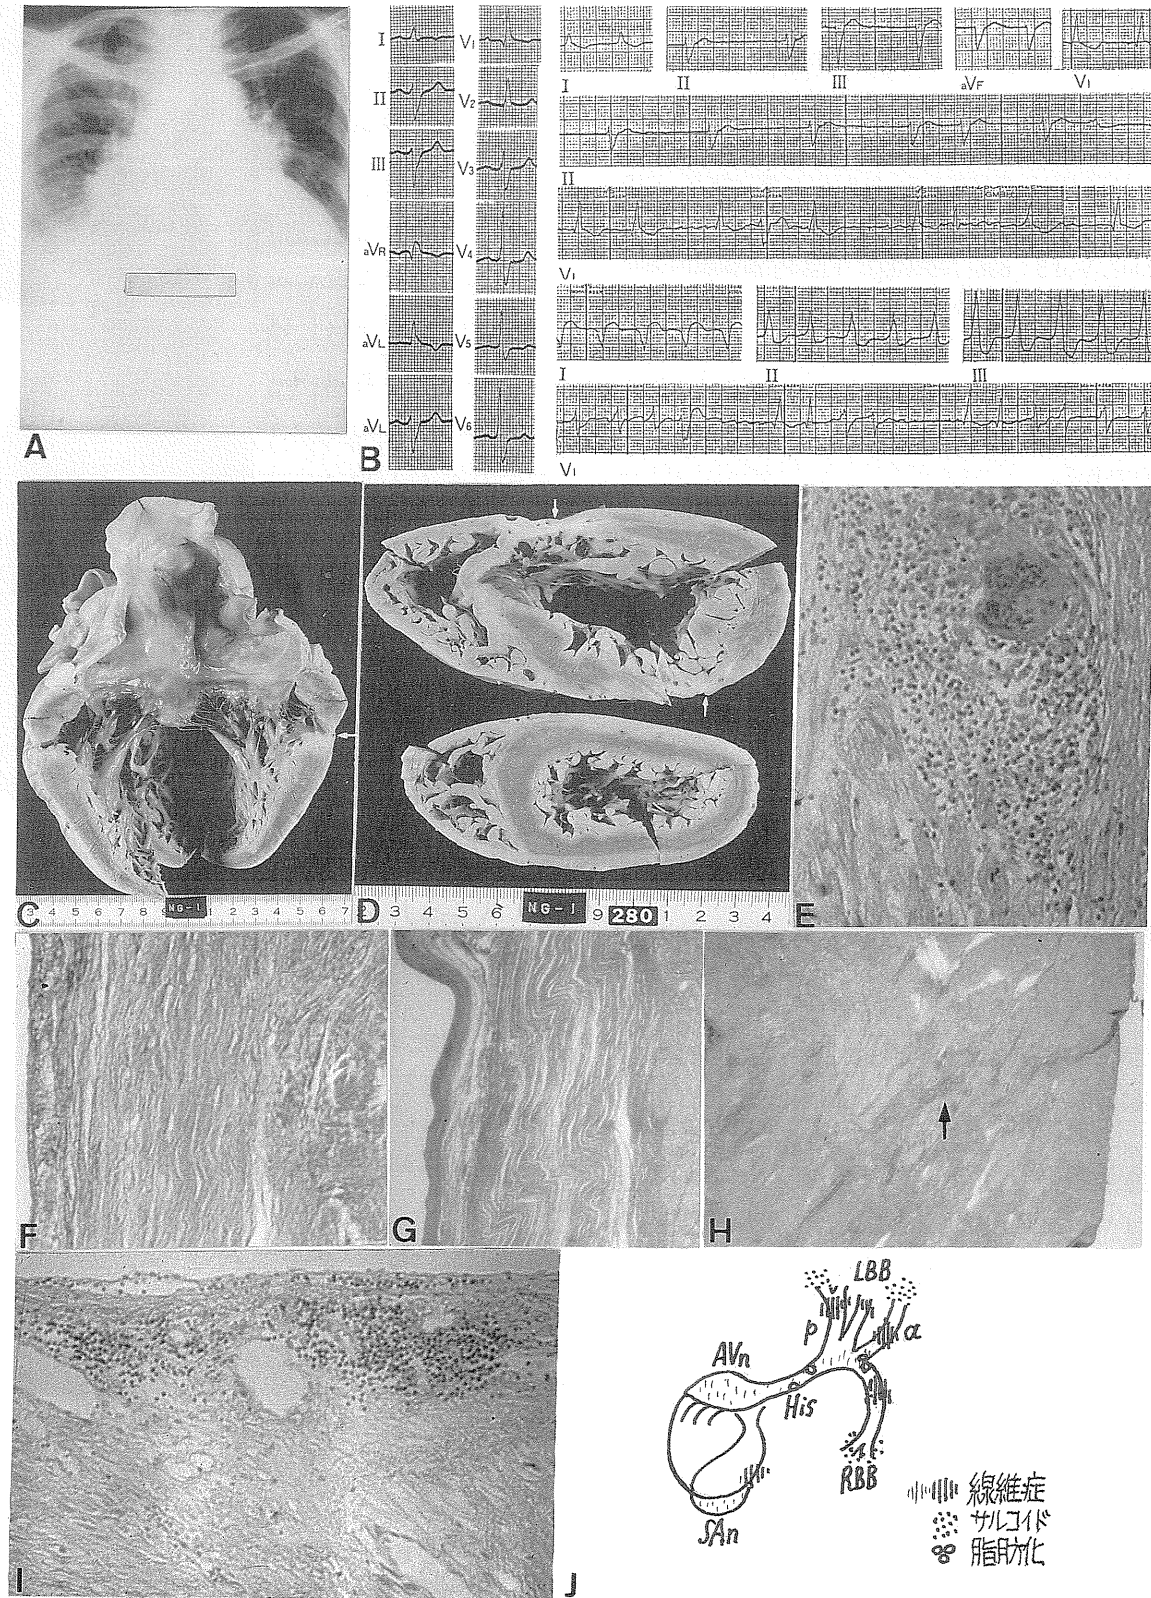 I
II
III
aVR
aVL
aVL
V1
V2
V3
V4
V5
V6
B
A
I
II
III
aVF
V1
II
V1
I
II
III
V1
C
3 4 5 6 7 8 9 NG-1 1 2 3 4 5 6 7
D
3 4 5 6 NG-1 9 280 1 2 3 4
E
F
G
H
I
LBB
p
a
AVn
His
RBB
SAn
線維症
サルコイド
脂肪化
J